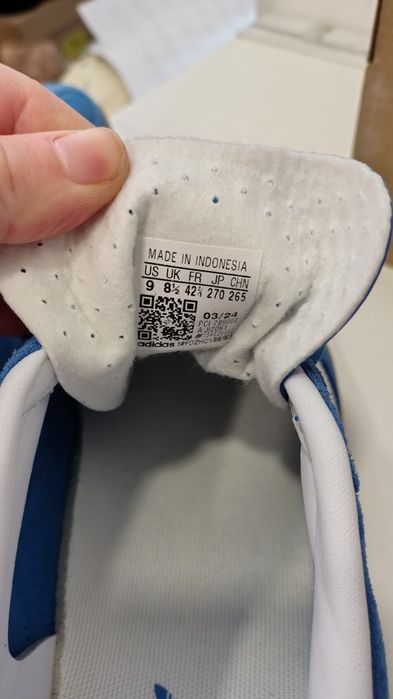 MADE IN INDONESIA
US UK FR JP CHN
9 8½ 42⅔ 270 265
03/24
adidas